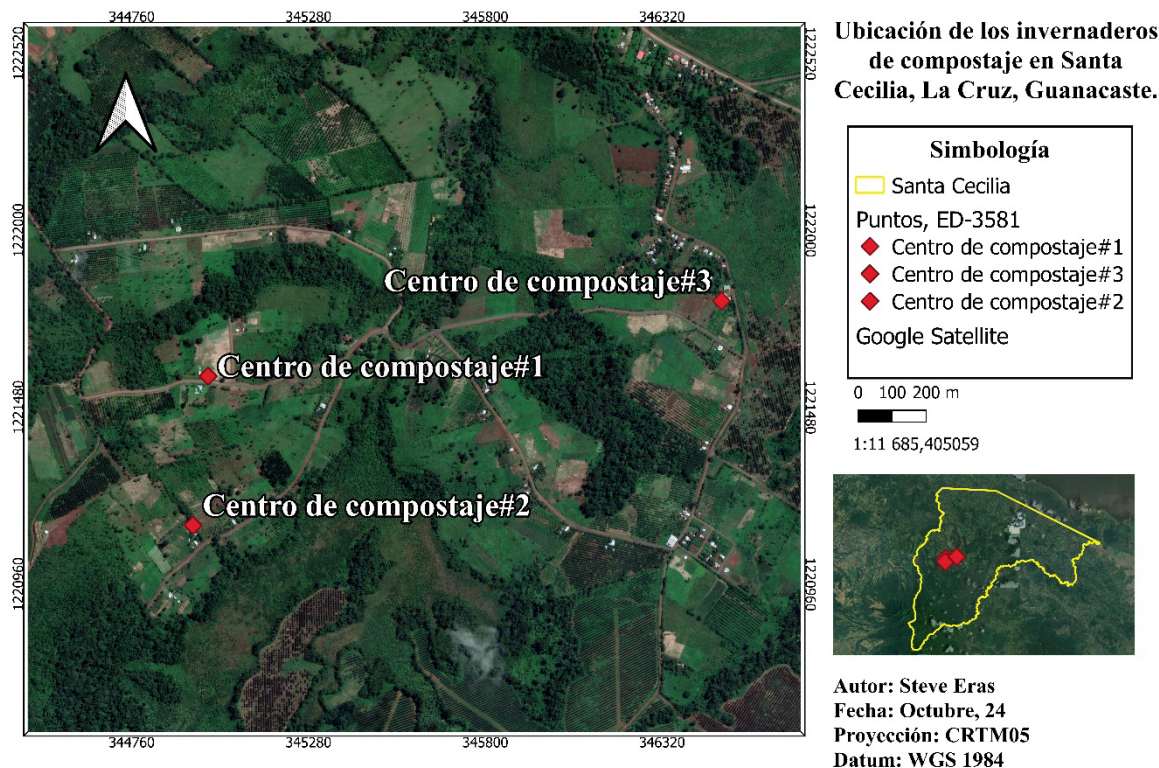 344760 345280 345800 346320
1222520
1222520
1222000
1222000
1221480
1221480
1220960
1220960
Centro de compostaje#3
Centro de compostaje#1
Centro de compostaje#2
344760 345280 345800 346320
Ubicación de los invernaderos
de compostaje en Santa
Cecilia, La Cruz, Guanacaste.
Simbología
Santa Cecilia
Puntos, ED-3581
Centro de compostaje#1
Centro de compostaje#3
Centro de compostaje#2
Google Satellite
0 100 200 m
1:11 685,405059
Autor: Steve Eras
Fecha: Octubre, 24
Proyección: CRTM05
Datum: WGS 1984